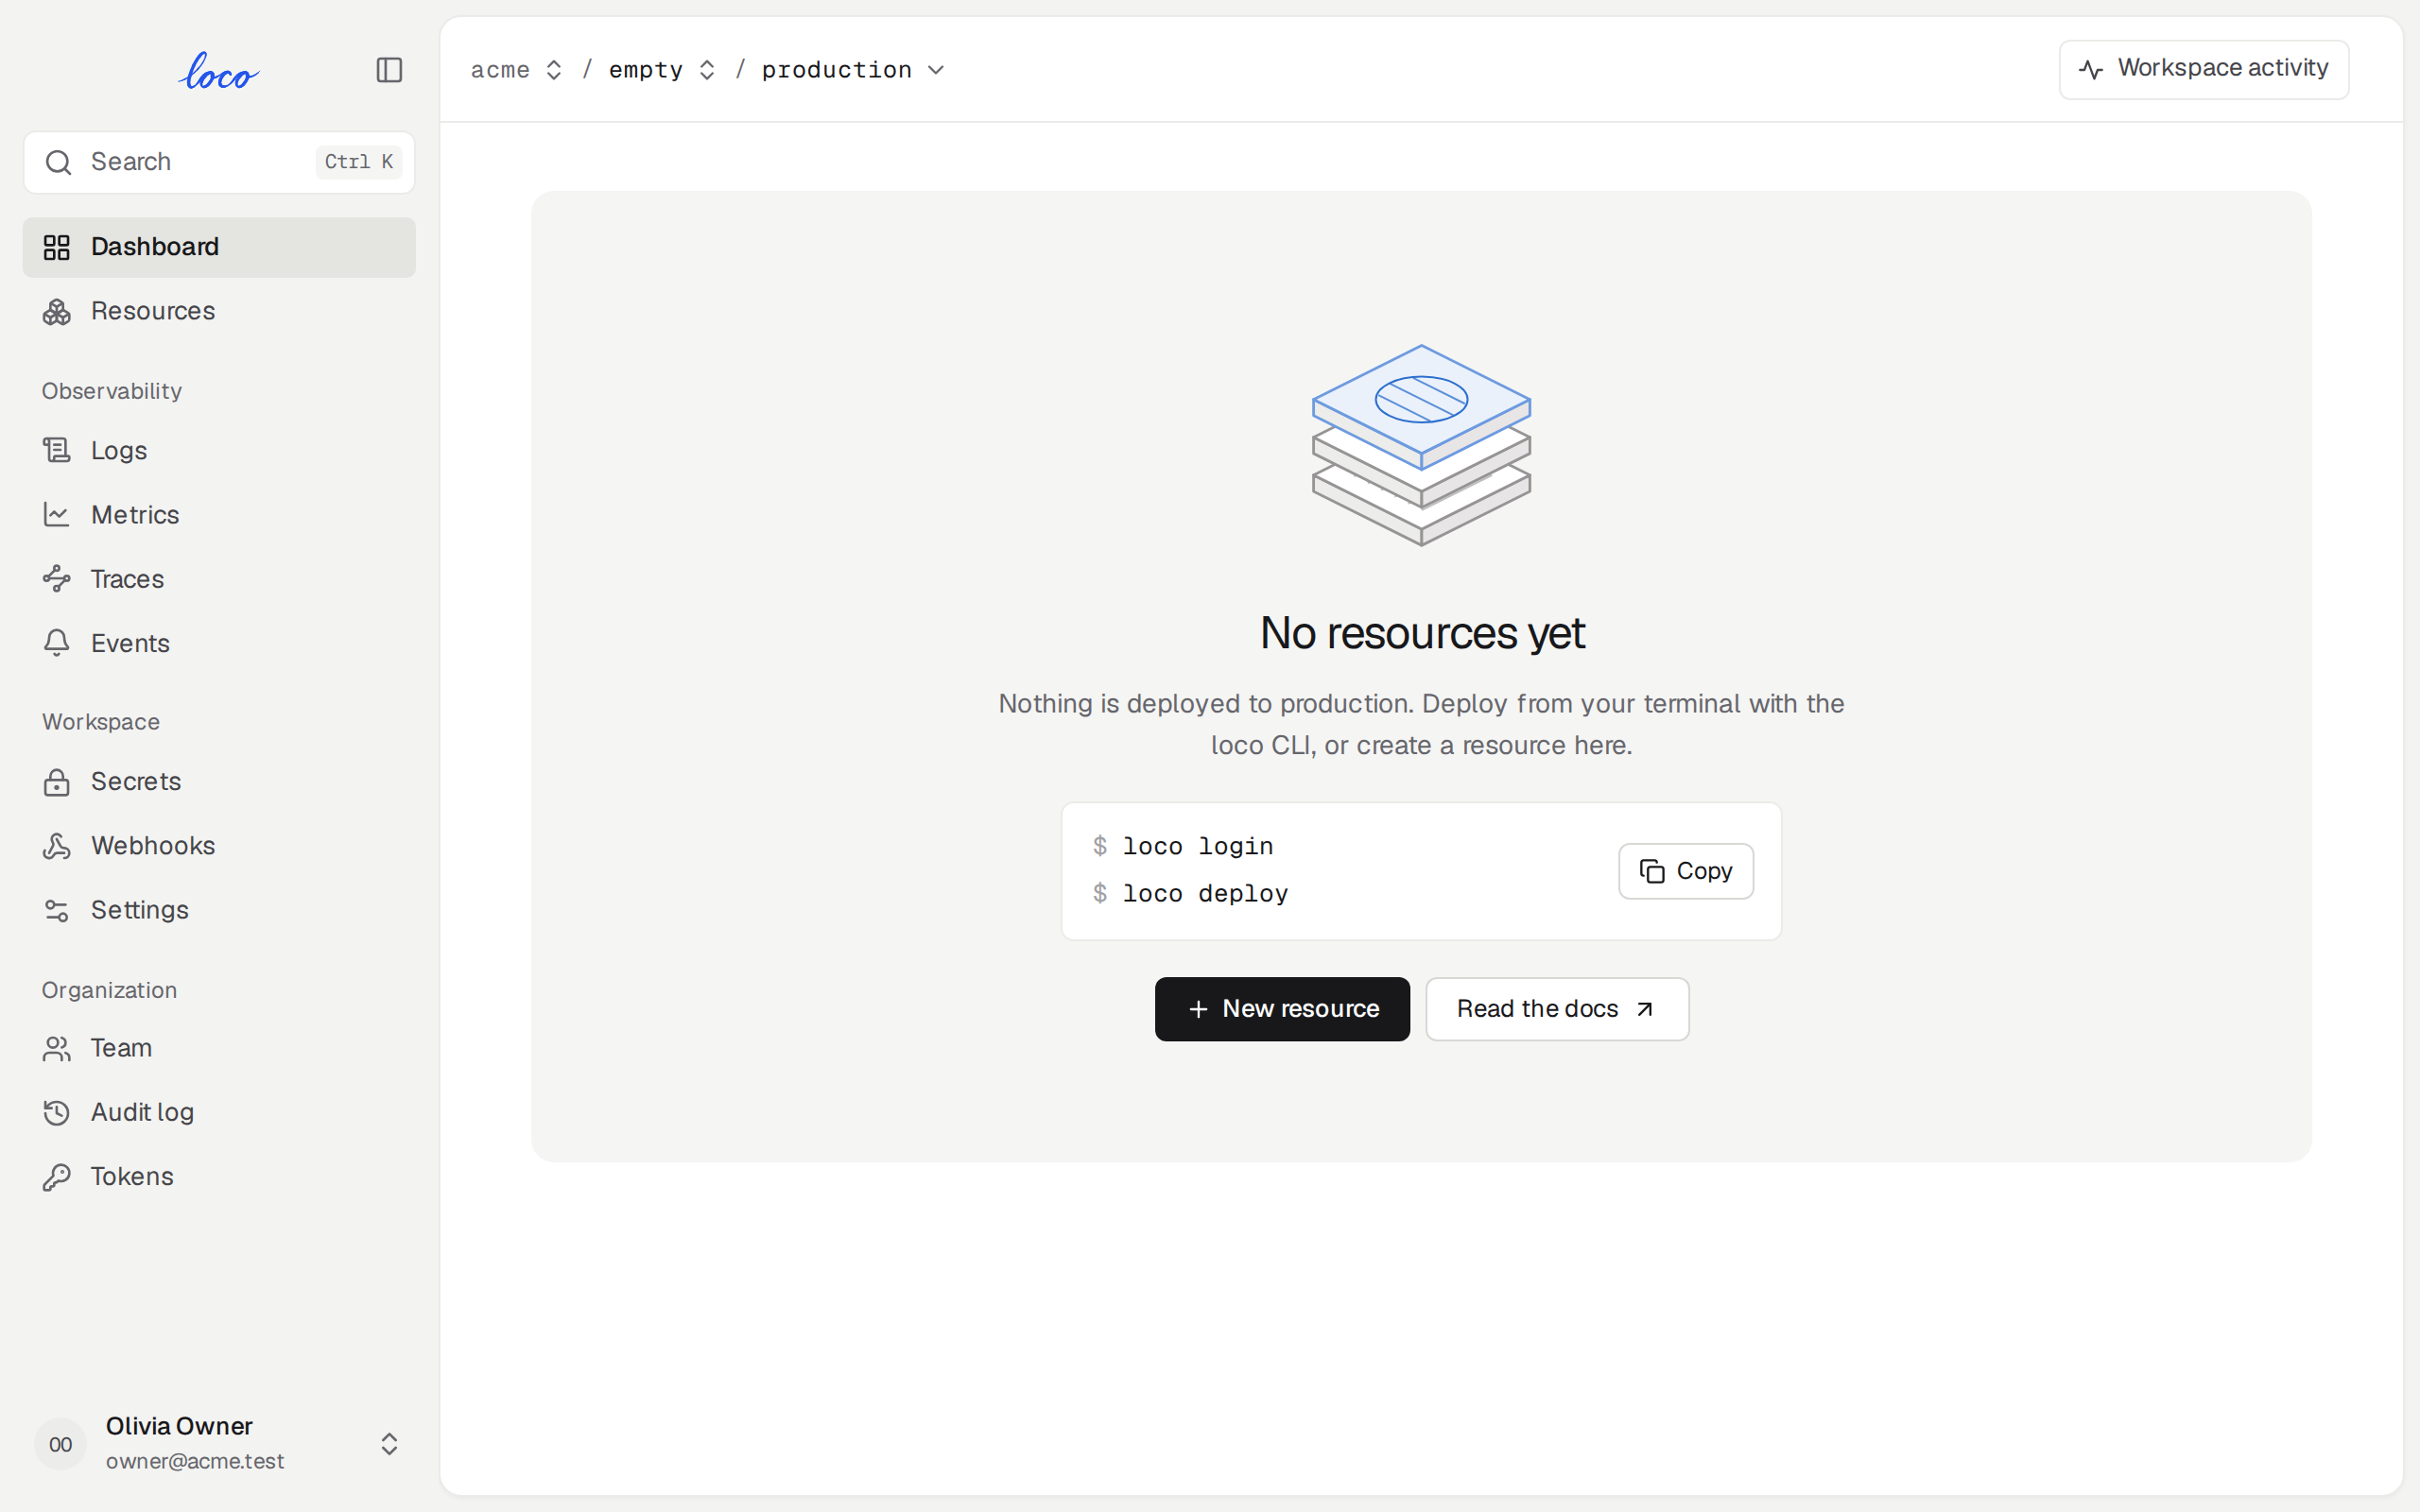 loco
Search Ctrl K
Dashboard
Resources
Observability
Logs
Metrics
Traces
Events
Workspace
Secrets
Webhooks
Settings
Organization
Team
Audit log
Tokens
OO Olivia Owner
owner@acme.test
acme / empty / production
Workspace activity
No resources yet
Nothing is deployed to production. Deploy from your terminal with the
loco CLI, or create a resource here.
$ loco login
$ loco deploy
Copy
New resource
Read the docs